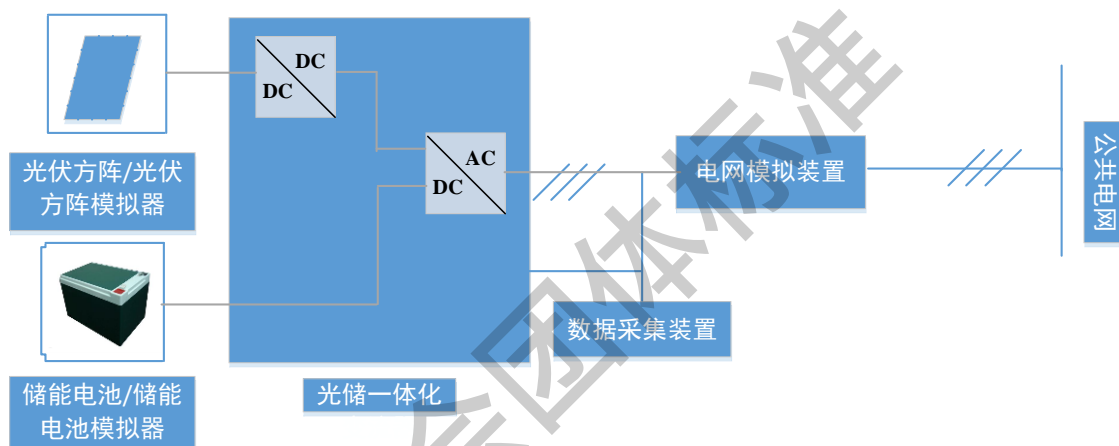 DC
DC
AC
DC
光伏方阵/光伏
方阵模拟器
电网模拟装置
公共电网
数据采集装置
储能电池/储能
电池模拟器
光储一体化
会团体标准